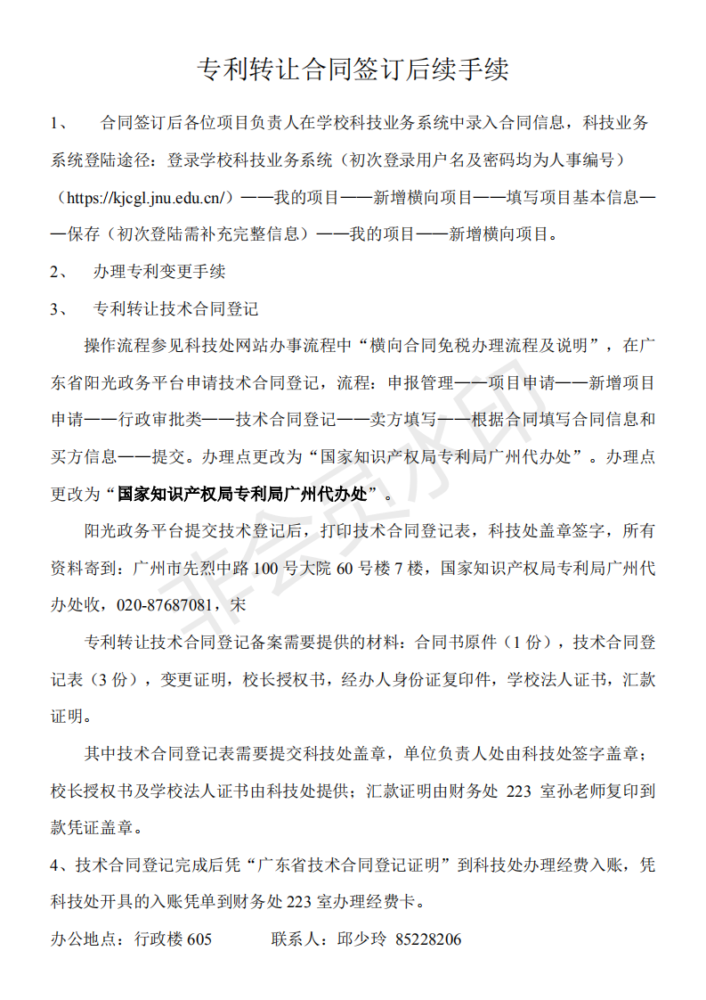 专利转让合同签订后续手续
1、 合同签订后各位项目负责人在学校科技业务系统中录入合同信息，科技业务
系统登陆途径：登录学校科技业务系统（初次登录用户名及密码均为人事编号）
（https://kjcgl.jnu.edu.cn/）——我的项目——新增横向项目——填写项目基本信息—
—保存（初次登陆需补充完整信息）——我的项目——新增横向项目。
2、 办理专利变更手续
3、 专利转让技术合同登记
操作流程参见科技处网站办事流程中“横向合同免税办理流程及说明”，在广
东省阳光政务平台申请技术合同登记，流程：申报管理——项目申请——新增项目
申请——行政审批类——技术合同登记——卖方填写——根据合同填写合同信息和
买方信息——提交。办理点更改为“国家知识产权局专利局广州代办处”。办理点
更改为“国家知识产权局专利局广州代办处”。
阳光政务平台提交技术登记后，打印技术合同登记表，科技处盖章签字，所有
资料寄到：广州市先烈中路 100 号大院 60 号楼 7 楼，国家知识产权局专利局广州代
办处收，020-87687081，宋
专利转让技术合同登记备案需要提供的材料：合同书原件（1 份），技术合同登
记表（3 份），变更证明，校长授权书，经办人身份证复印件，学校法人证书，汇款
证明。
其中技术合同登记表需要提交科技处盖章，单位负责人处由科技处签字盖章；
校长授权书及学校法人证书由科技处提供；汇款证明由财务处 223 室孙老师复印到
款凭证盖章。
4、技术合同登记完成后凭“广东省技术合同登记证明”到科技处办理经费入账，凭
科技处开具的入账凭单到财务处 223 室办理经费卡。
办公地点：行政楼 605 联系人：邱少玲 85228206
非会员水印